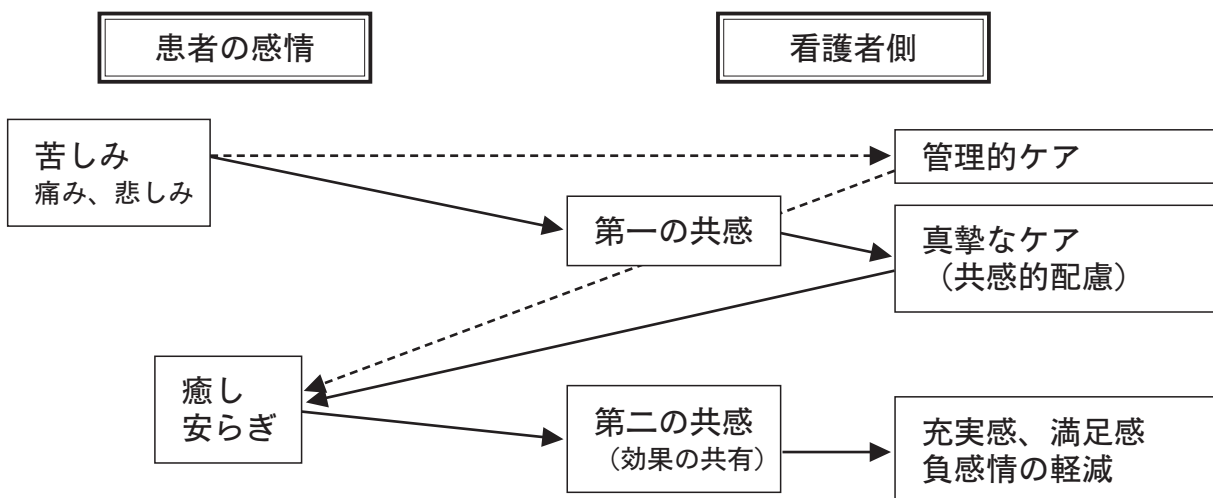 患者の感情
看護者側
苦しみ
痛み、悲しみ
管理的ケア
第一の共感
真摯なケア
（共感的配慮）
癒し
安らぎ
第二の共感
（効果の共有）
充実感、満足感
負感情の軽減